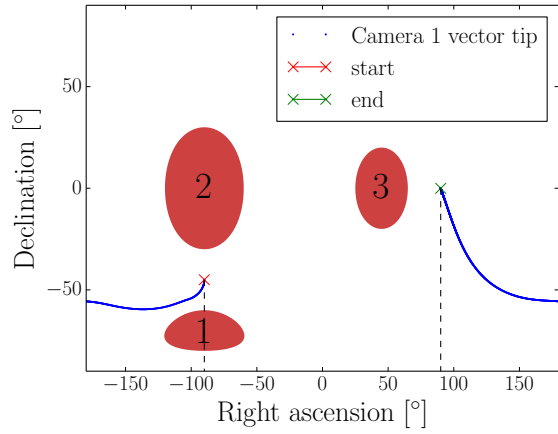 Camera 1 vector tip
start
end
Declination [°]
50
0
−50
2
3
1
−150
−100
−50
0
50
100
150
Right ascension [°]